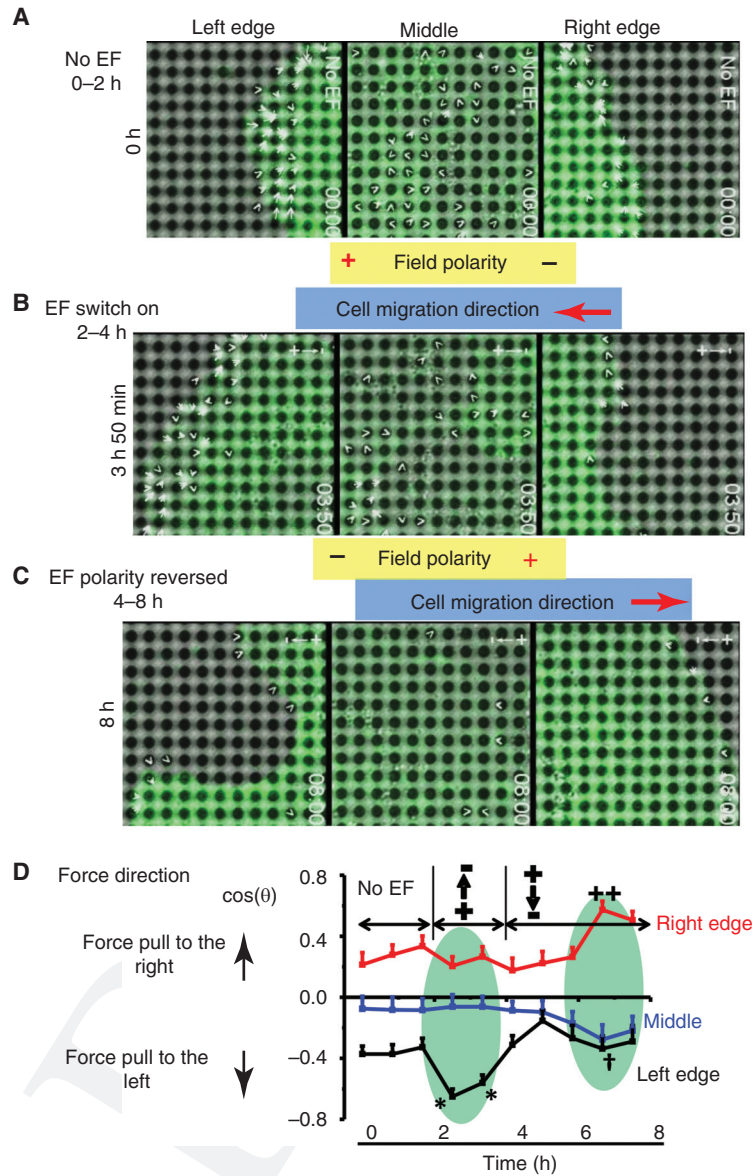 A
Left edge Middle Right edge
No EF
0–2 h
0 h
No EF
00:00
No EF
00:00
No EF
00:00
+ Field polarity –
B
EF switch on
2–4 h
Cell migration direction
3 h 50 min
+→-
03:50
+→-
03:50
+→-
03:50
– Field polarity +
C
EF polarity reversed
4–8 h
Cell migration direction
8 h
-←+
08:00
-←+
08:00
-←+
08:00
D
Force direction
cos(θ)
Force pull to the
right
Force pull to the
left
0.8
0.4
0.0
−0.4
−0.8
No EF
+→-
-←+
++
Right edge
Middle
Left edge
* *
†
0 2 4 6 8
Time (h)